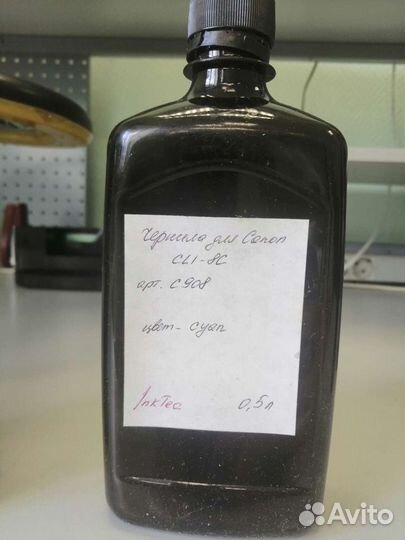 Чернила для Canon
CLI-8C
арт. C908
цвет - cyan
InkTec 0,5л
Avito